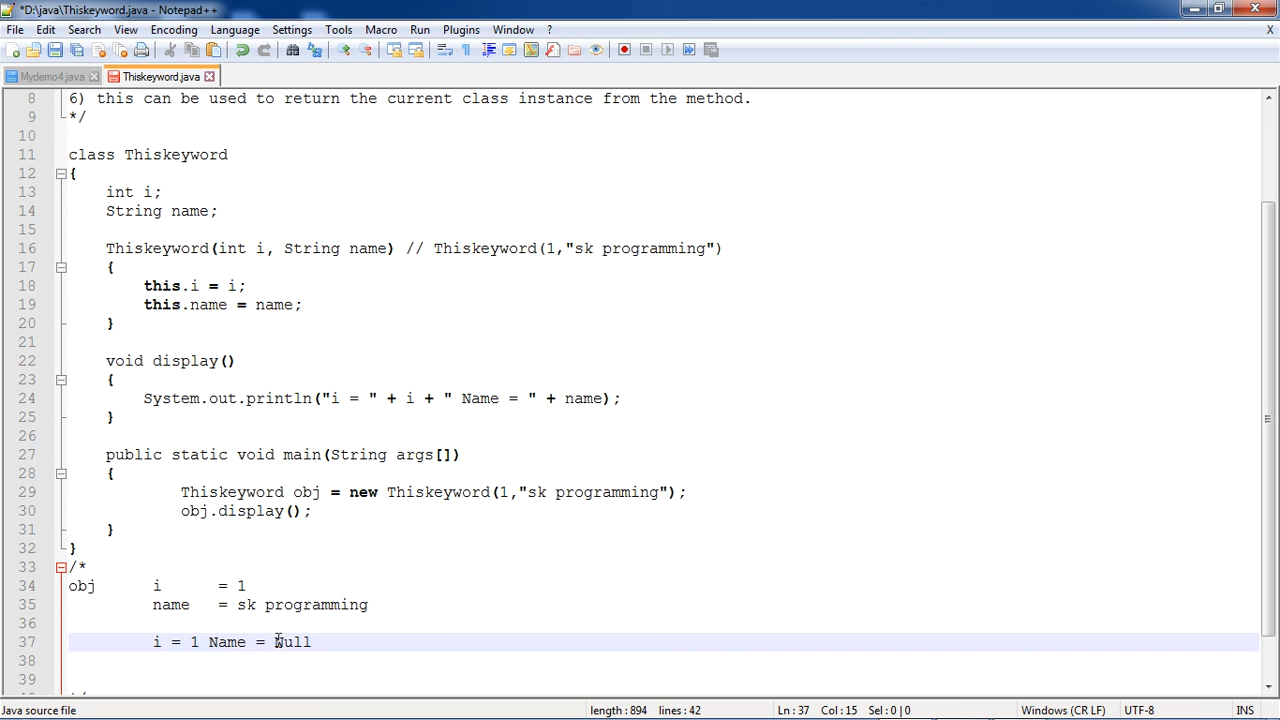 *D:\java\Thiskeyword.java - Notepad++
File Edit Search View Encoding Language Settings Tools Macro Run Plugins Window ? X
Mydemo4.java Thiskeyword.java
8 6) this can be used to return the current class instance from the method.
9 */
10
11 class Thiskeyword
12 {
13 int i;
14 String name;
15
16 Thiskeyword(int i, String name) // Thiskeyword(1,"sk programming")
17 {
18 this.i = i;
19 this.name = name;
20 }
21
22 void display()
23 {
24 System.out.println("i = " + i + " Name = " + name);
25 }
26
27 public static void main(String args[])
28 {
29 Thiskeyword obj = new Thiskeyword(1,"sk programming");
30 obj.display();
31 }
32 }
33 /*
34 obj i = 1
35 name = sk programming
36
37 i = 1 Name = Null
38
39
Java source file length : 894 lines : 42 Ln : 37 Col : 15 Sel : 0 | 0 Windows (CR LF) UTF-8 INS